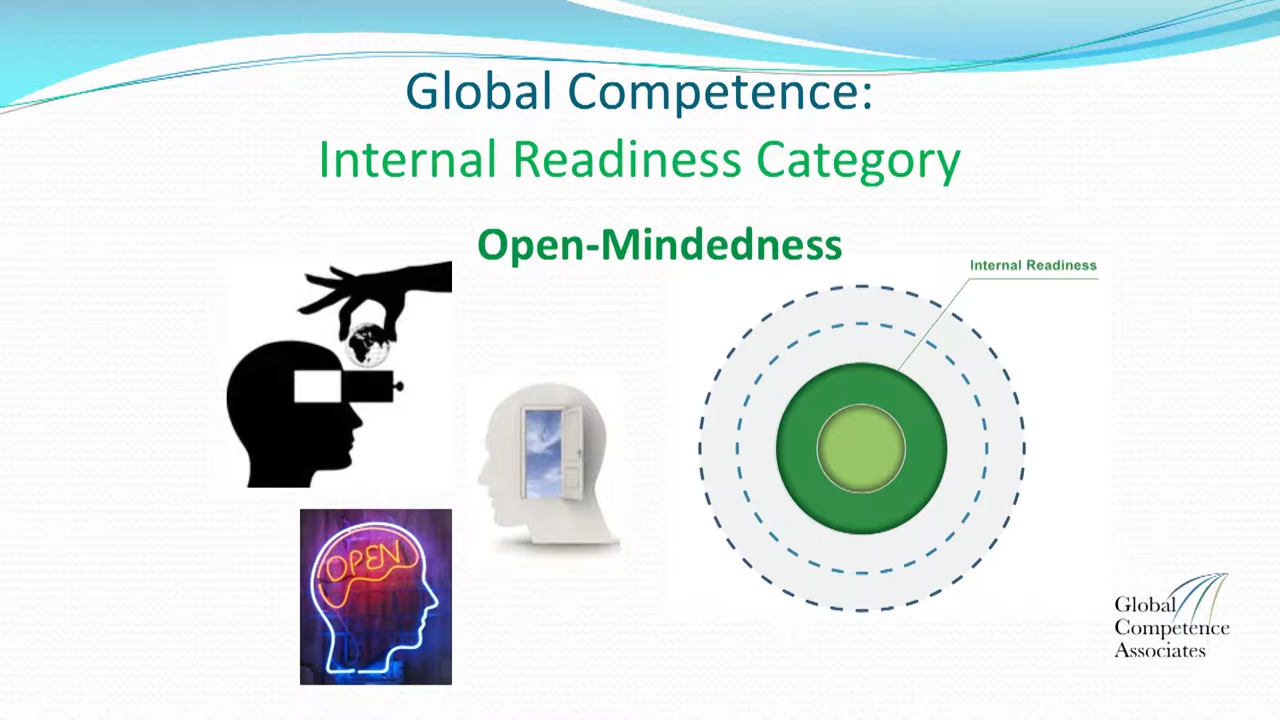 Global Competence:
Internal Readiness Category
Open-Mindedness
Internal Readiness
OPEN
Global
Competence
Associates